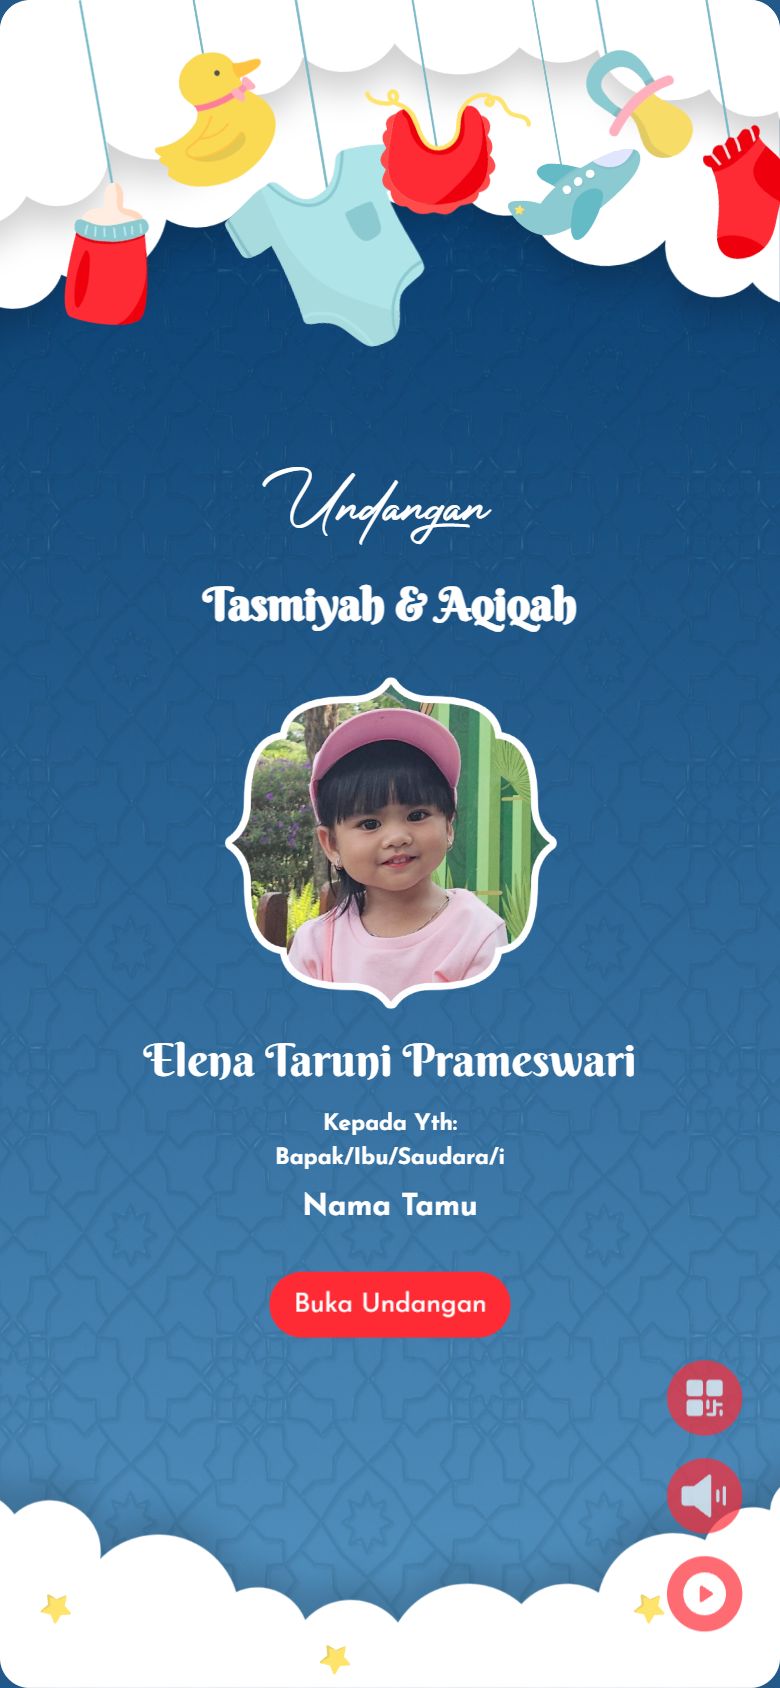 Undangan
Tasmiyah & Aqiqah
Elena Taruni Prameswari
Kepada Yth:
Bapak/Ibu/Saudara/i
Nama Tamu
Buka Undangan